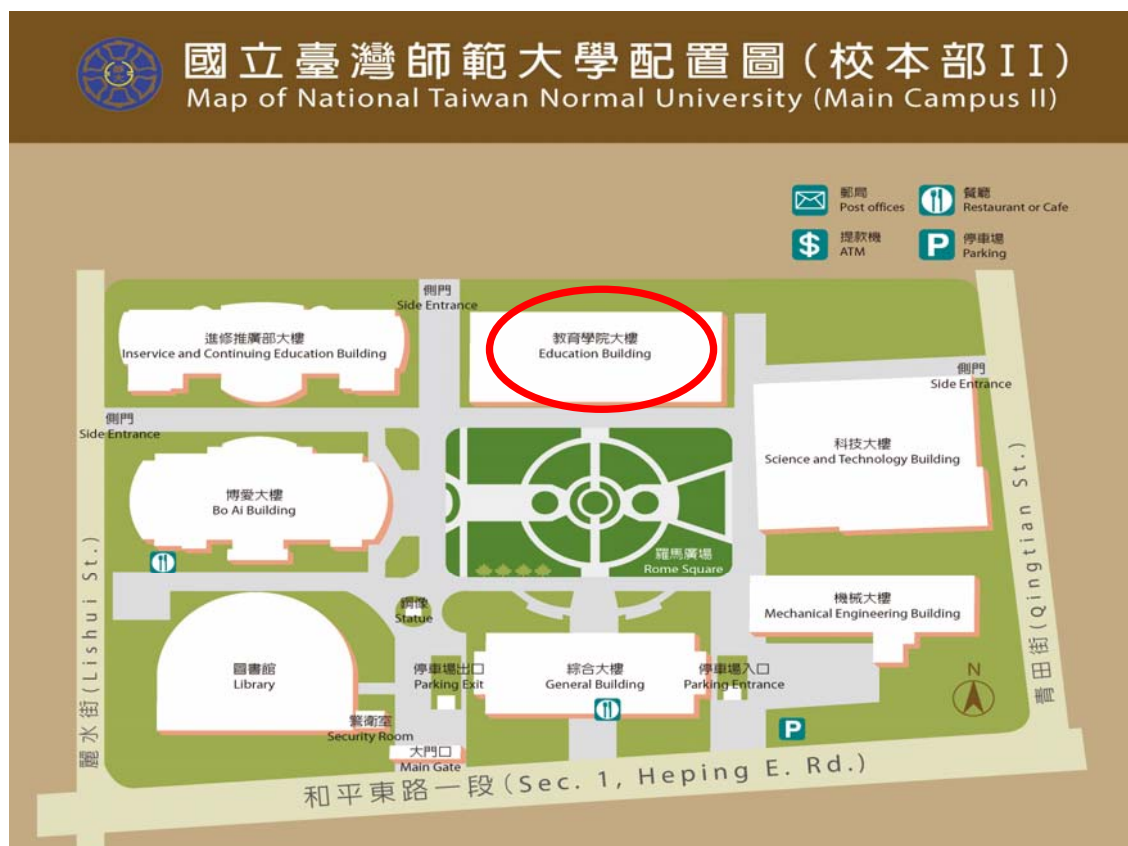 國立臺灣師範大學配置圖(校本部II)
Map of National Taiwan Normal University (Main Campus II)
郵局
Post offices
餐廳
Restaurant or Cafe
提款機
ATM
P
停車場
Parking
側門
Side Entrance
進修推廣部大樓
Inservice and Continuing Education Building
教育學院大樓
Education Building
側門
Side Entrance
側門
Side Entrance
科技大樓
Science and Technology Building
博愛大樓
Bo Ai Building
羅馬廣場
Rome Square
銅像
Statue
機械大樓
Mechanical Engineering Building
圖書館
Library
停車場出口
Parking Exit
綜合大樓
General Building
停車場入口
Parking Entrance
N
警衛室
Security Room
P
大門口
Main Gate
麗水街(Lishui St.)
青田街(Qingtian St.)
和平東路一段(Sec. 1, Heping E. Rd.)